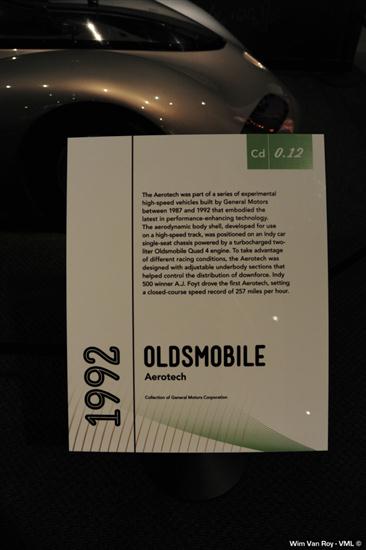 Cd 0.12
The Aerotech was part of a series of experimental
high-speed vehicles built by General Motors
between 1987 and 1992 that embodied the
latest in performance-enhancing technology.
The aerodynamic body shell, developed for use
on a high-speed track, was positioned on an Indy car
single-seat chassis powered by a turbocharged two-
liter Oldsmobile Quad 4 engine. To take advantage
of different racing conditions, the Aerotech was
designed with adjustable underbody sections that
helped control the distribution of downforce. Indy
500 winner A.J. Foyt drove the first Aerotech, setting
a closed-course speed record of 257 miles per hour.
1992
OLDSMOBILE
Aerotech
Collection of General Motors Corporation
Wim Van Roy - VML ©